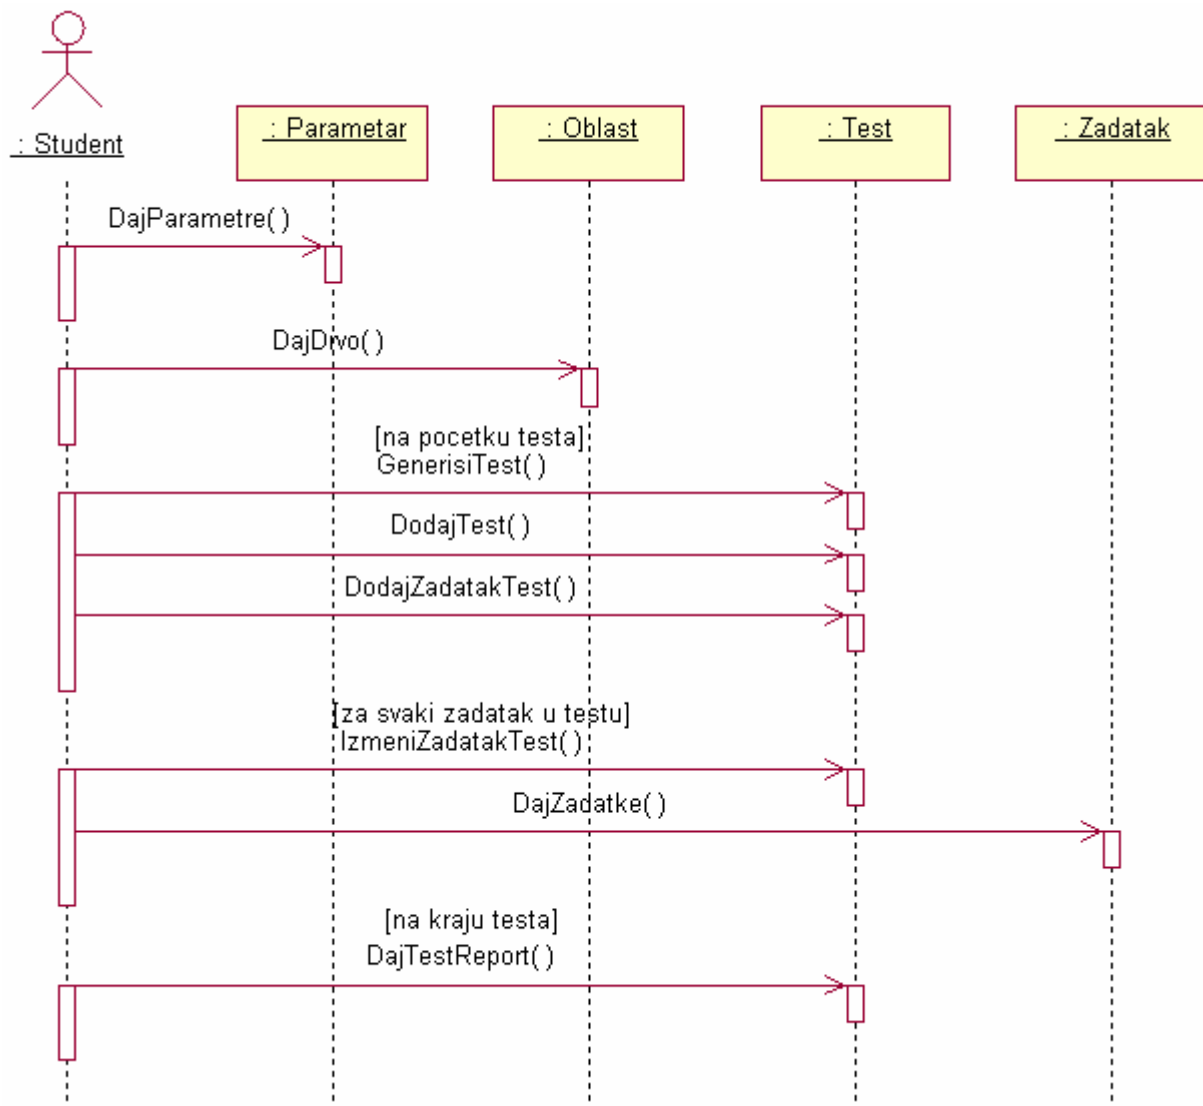 : Student
: Parametar
: Oblast
: Test
: Zadatak
DajParametre( )
DajDrvo( )
[na pocetku testa]
GenerisiTest( )
DodajTest( )
DodajZadatakTest( )
[za svaki zadatak u testu]
IzmeniZadatakTest( )
DajZadatke( )
[na kraju testa]
DajTestReport( )